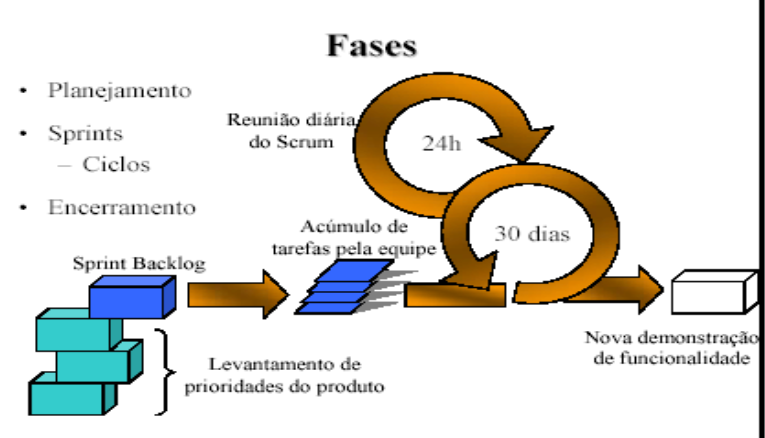 Fases
• Planejamento
• Sprints
– Ciclos
• Encerramento
Reunião diária
do Scrum
24h
30 dias
Acúmulo de
tarefas pela equipe
Sprint Backlog
Levantamento de
prioridades do produto
Nova demonstração
de funcionalidade